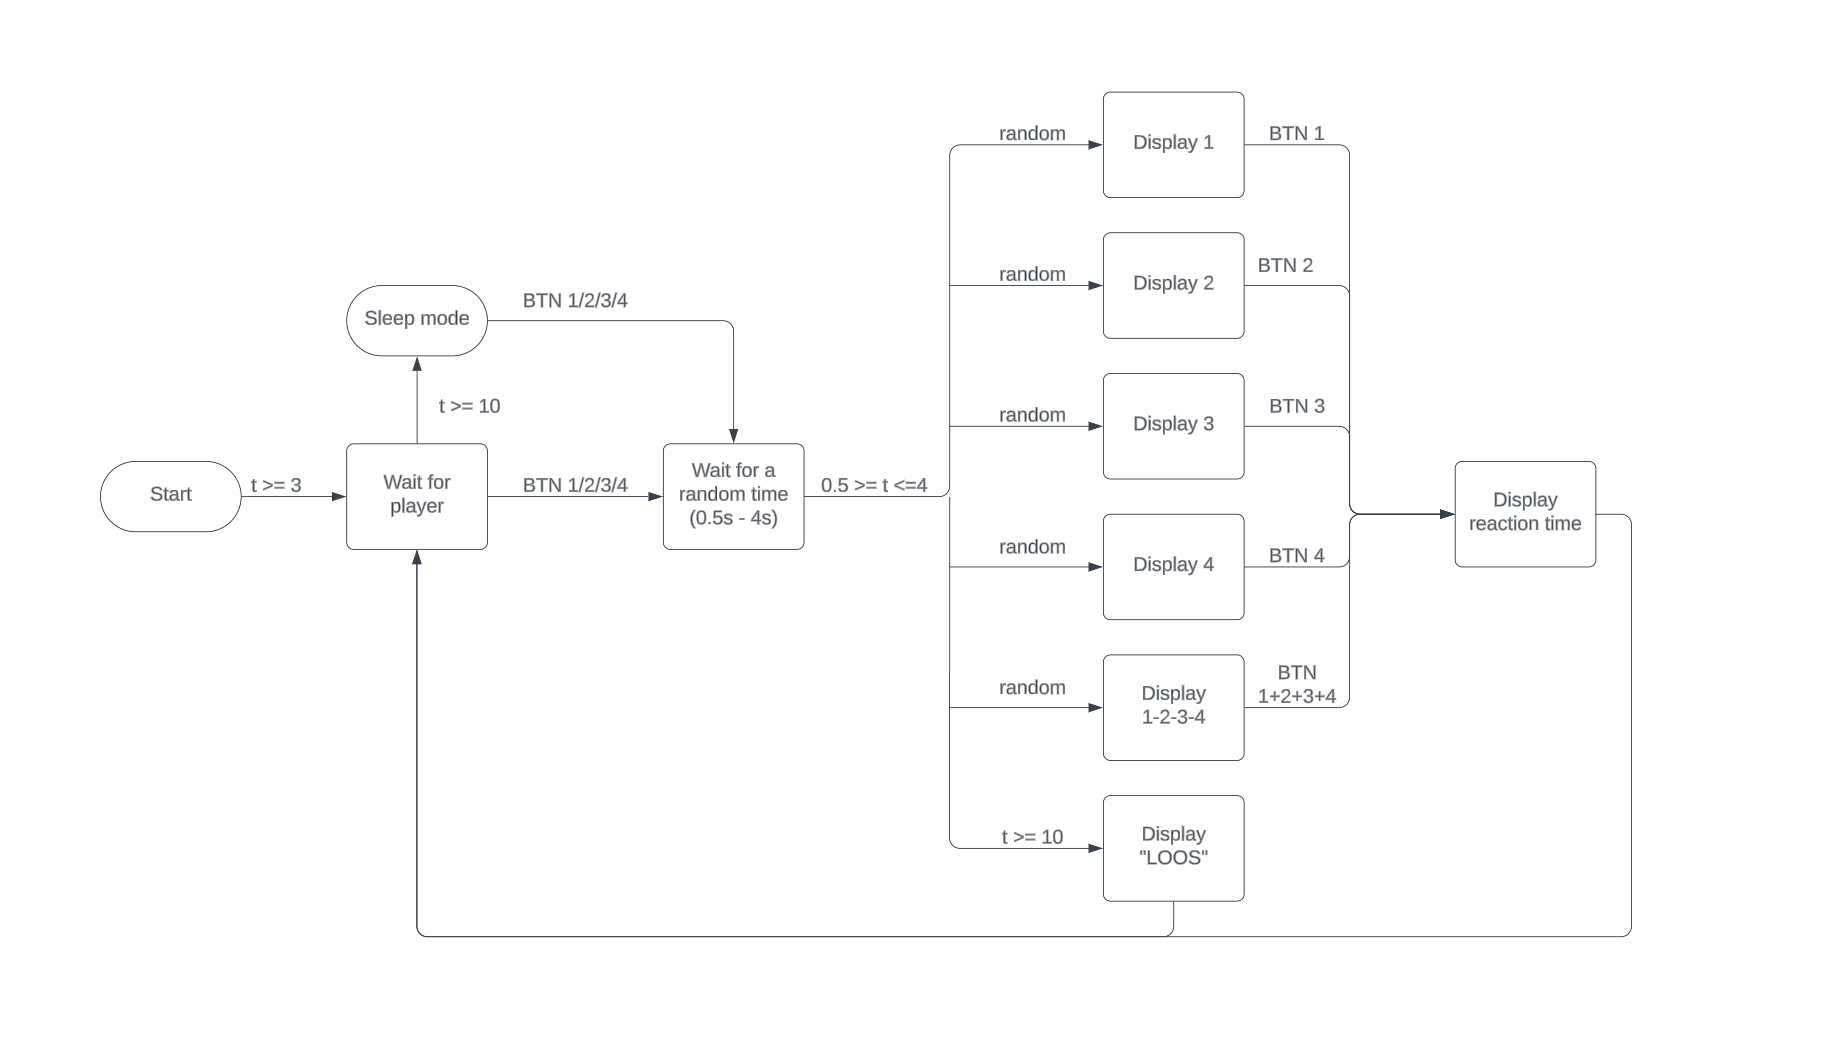 Start
t >= 3
Wait for
player
t >= 10
Sleep mode
BTN 1/2/3/4
BTN 1/2/3/4
Wait for a
random time
(0.5s - 4s)
0.5 >= t <=4
random
Display 1
BTN 1
random
Display 2
BTN 2
random
Display 3
BTN 3
random
Display 4
BTN 4
random
Display
1-2-3-4
BTN
1+2+3+4
t >= 10
Display
"LOOS"
Display
reaction time